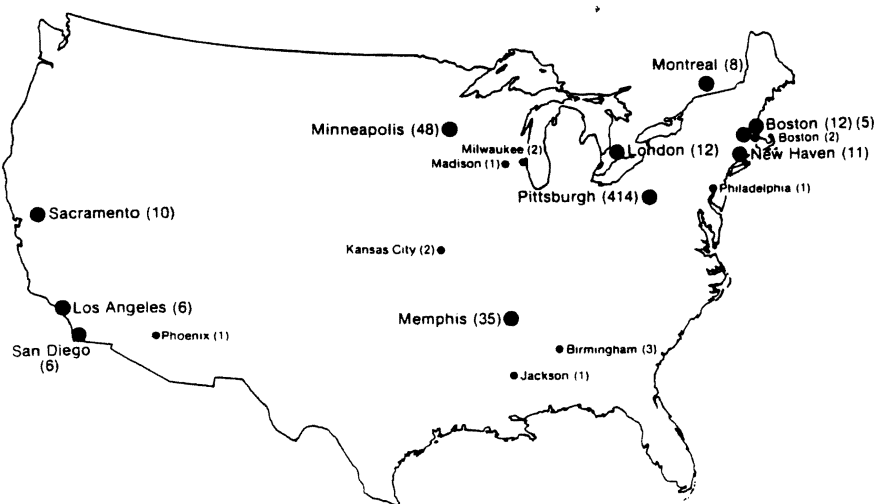 Montreal (8)
Boston (12) (5)
Minneapolis (48)
Boston (2)
Milwaukee (2)
London (12)
New Haven (11)
Madison (1)
Philadelphia (1)
Pittsburgh (414)
Sacramento (10)
Kansas City (2)
Los Angeles (6)
Memphis (35)
Phoenix (1)
San Diego
(6)
Birmingham (3)
Jackson (1)